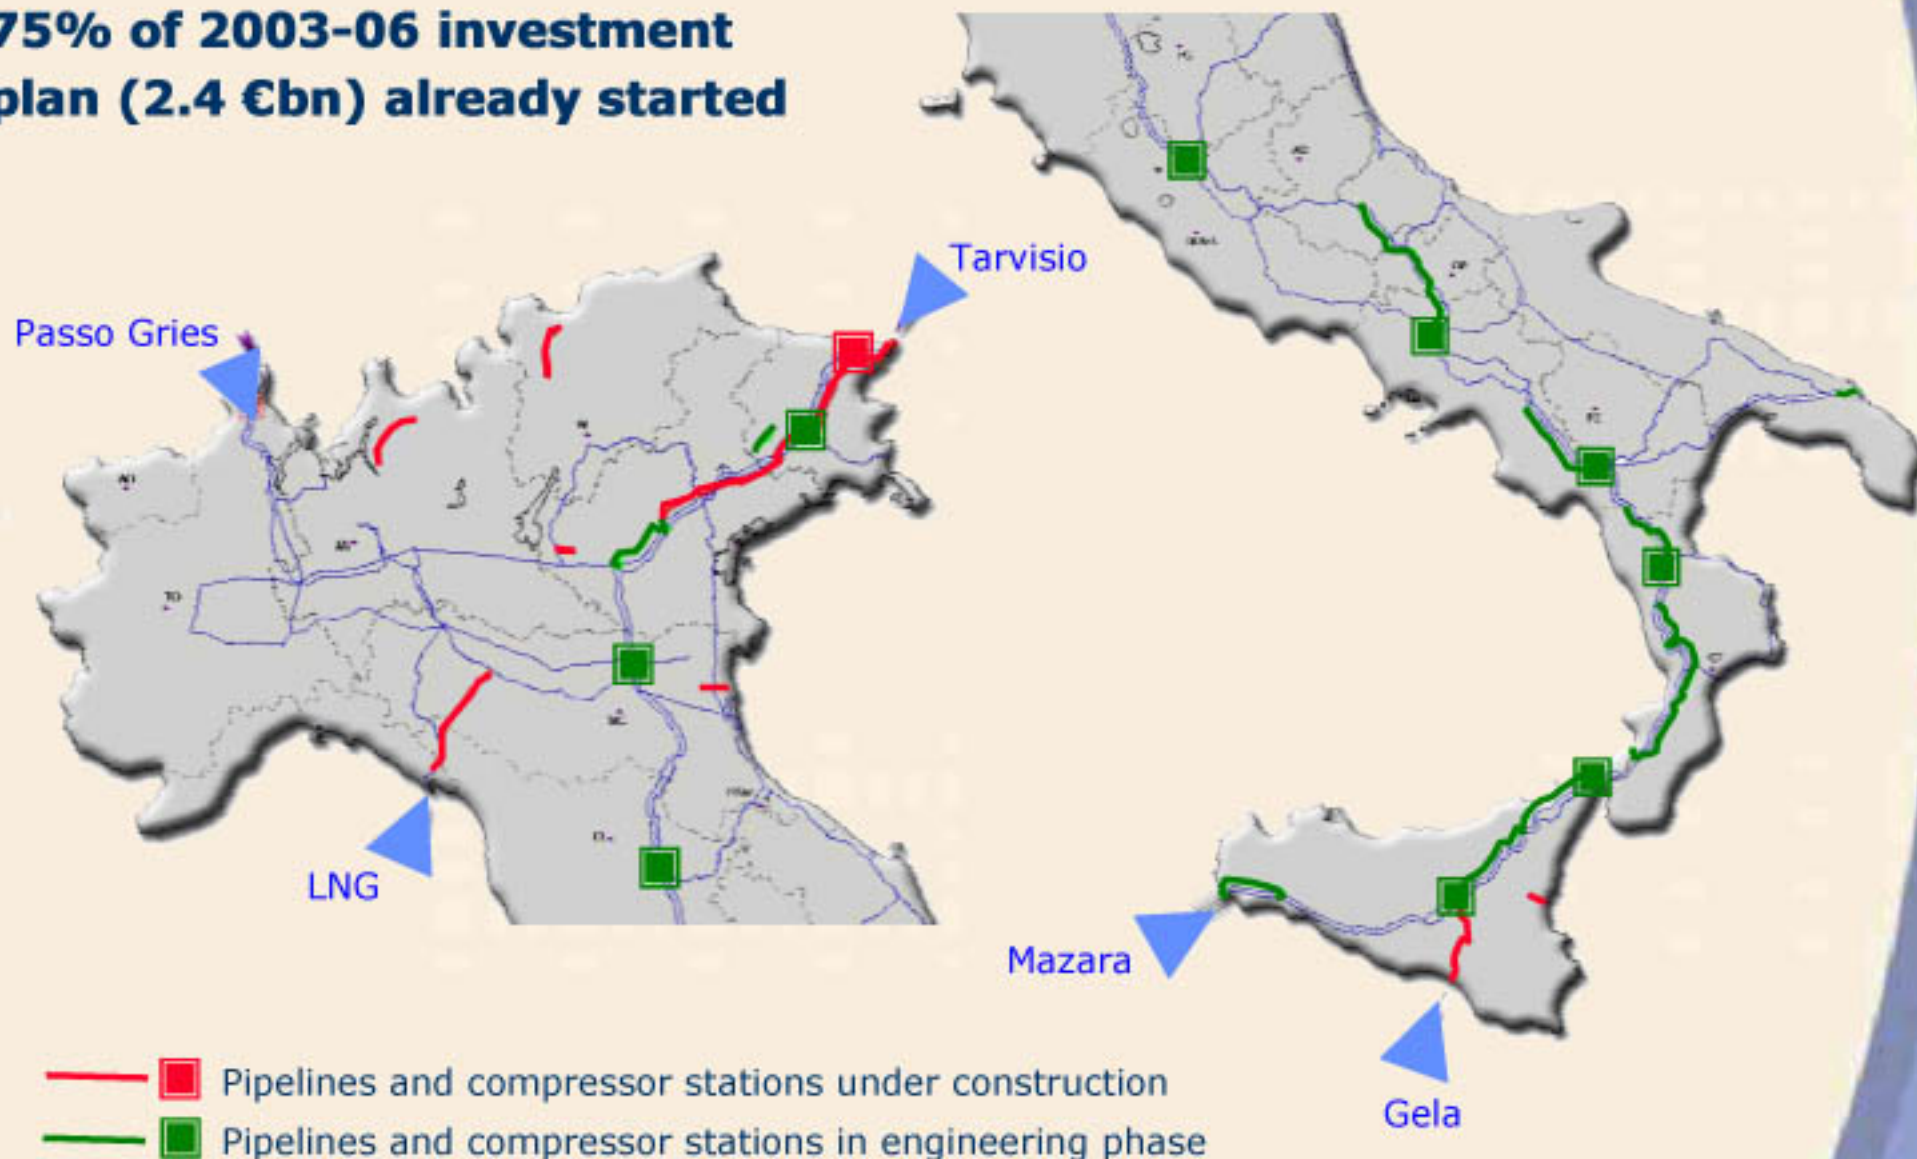 75% of 2003-06 investment
plan (2.4 €bn) already started
Tarvisio
Passo Gries
LNG
Mazara
Gela
Pipelines and compressor stations under construction
Pipelines and compressor stations in engineering phase